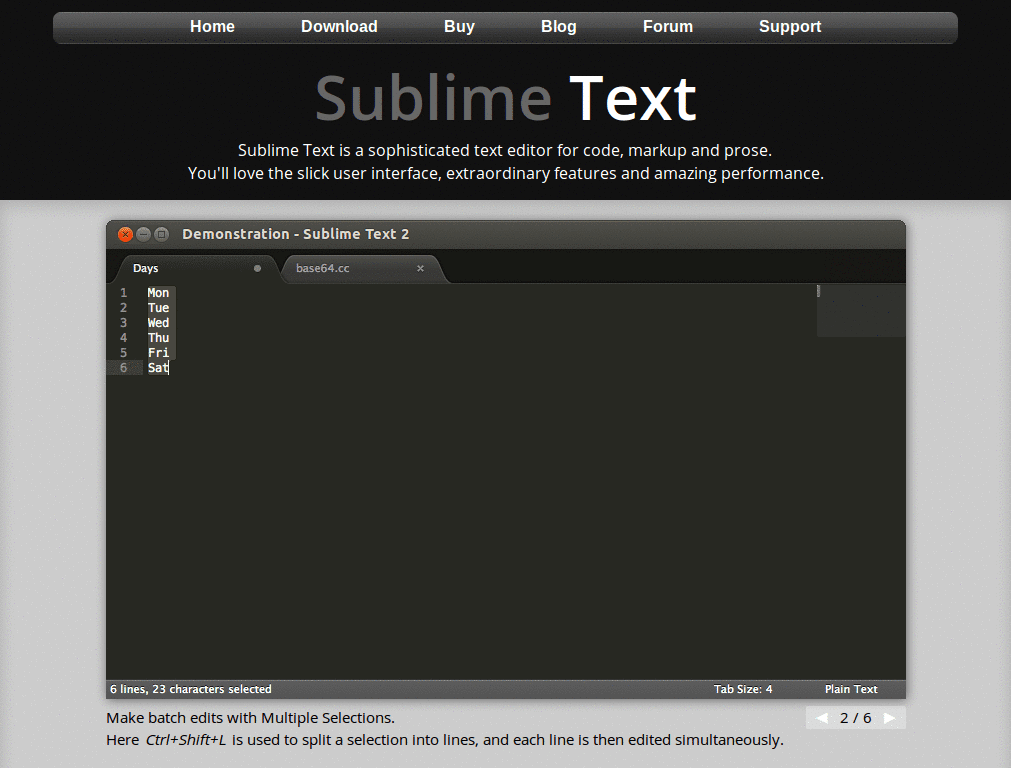 Home Download Buy Blog Forum Support
Sublime Text
Sublime Text is a sophisticated text editor for code, markup and prose.
You'll love the slick user interface, extraordinary features and amazing performance.
Demonstration - Sublime Text 2
Days base64.cc
1 Mon
2 Tue
3 Wed
4 Thu
5 Fri
6 Sat
6 lines, 23 characters selected Tab Size: 4 Plain Text
Make batch edits with Multiple Selections. 2 / 6
Here Ctrl+Shift+L is used to split a selection into lines, and each line is then edited simultaneously.